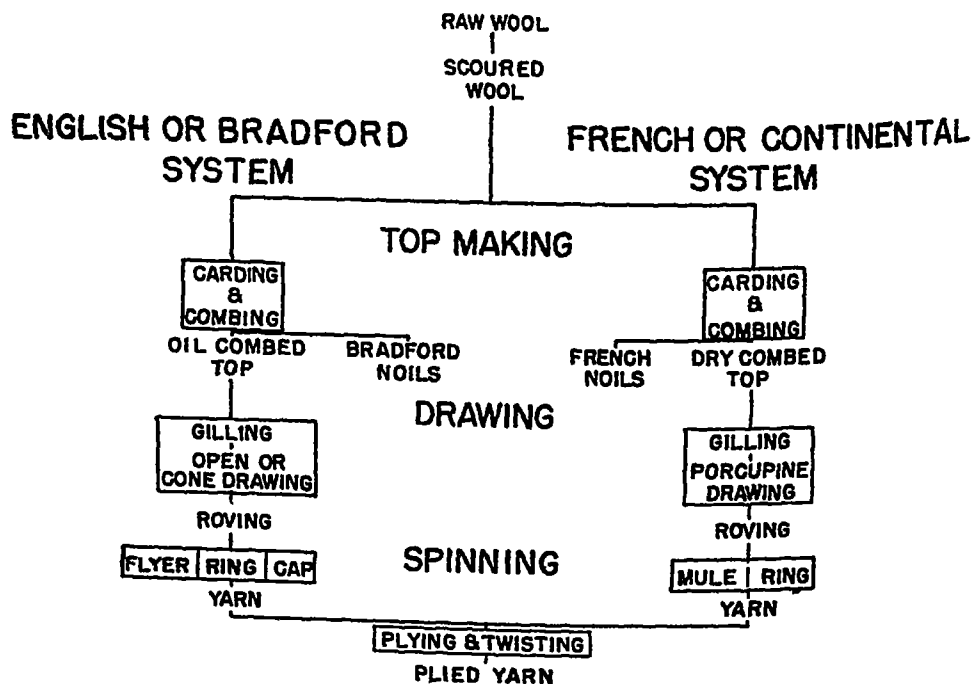 RAW WOOL
SCOURED
WOOL
ENGLISH OR BRADFORD
SYSTEM
FRENCH OR CONTINENTAL
SYSTEM
TOP MAKING
CARDING
&
COMBING
CARDING
&
COMBING
OIL COMBED
TOP
BRADFORD
NOILS
FRENCH
NOILS
DRY COMBED
TOP
DRAWING
GILLING
OPEN OR
CONE DRAWING
GILLING
PORCUPINE
DRAWING
ROVING
ROVING
SPINNING
FLYER RING CAP
MULE RING
YARN
YARN
PLYING & TWISTING
PLIED YARN